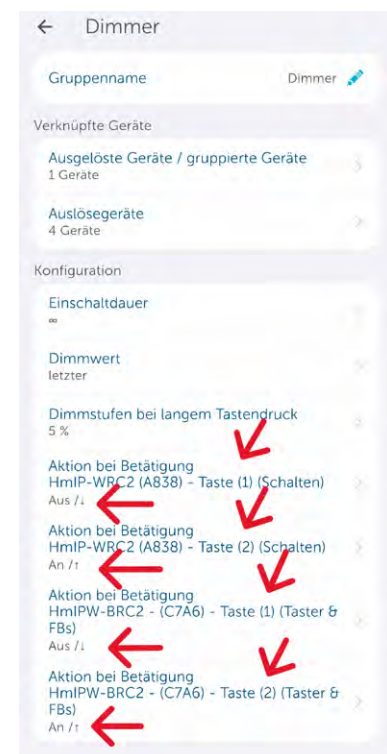 ← Dimmer
Gruppenname Dimmer
Verknüpfte Geräte
Ausgelöste Geräte / gruppierte Geräte
1 Geräte
Auslösegeräte
4 Geräte
Konfiguration
Einschaltdauer
∞
Dimmwert
letzter
Dimmstufen bei langem Tastendruck
5 %
Aktion bei Betätigung
HmIP-WRC2 (A838) - Taste (1) (Schalten)
Aus /↓
Aktion bei Betätigung
HmIP-WRC2 (A838) - Taste (2) (Schalten)
An /↑
Aktion bei Betätigung
HmIPW-BRC2 - (C7A6) - Taste (1) (Taster &
FBs)
Aus /↓
Aktion bei Betätigung
HmIPW-BRC2 - (C7A6) - Taste (2) (Taster &
FBs)
An /↑